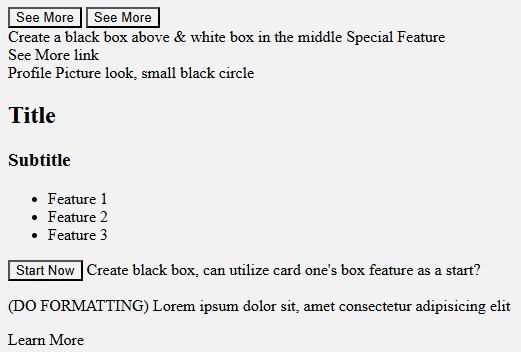 See More See More
Create a black box above & white box in the middle Special Feature
See More link
Profile Picture look, small black circle
Title
Subtitle
• Feature 1
• Feature 2
• Feature 3
Start Now Create black box, can utilize card one's box feature as a start?
(DO FORMATTING) Lorem ipsum dolor sit, amet consectetur adipisicing elit
Learn More